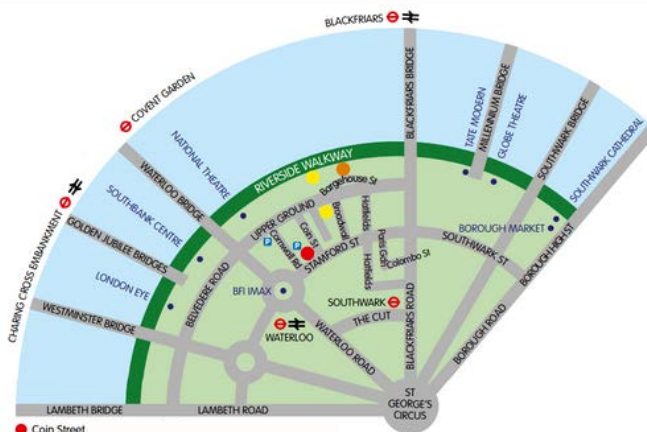 BLACKFRIARS
COVENT GARDEN
CHARING CROSS EMBANKMENT
BLACKFRIARS BRIDGE
TATE MODERN
MILLENNIUM BRIDGE
GLOBE THEATRE
SOUTHWARK BRIDGE
SOUTHWARK CATHEDRAL
NATIONAL THEATRE
RIVERSIDE WALKWAY
WATERLOO BRIDGE
SOUTHBANK CENTRE
GOLDEN JUBILEE BRIDGES
LONDON EYE
WESTMINSTER BRIDGE
BELVEDERE ROAD
UPPER GROUND
Bargehouse St
Broadwall
Hatfields
Coin St
Cornwall Rd
P
P
STAMFORD ST
Paris Gdn
Hatfields
Colombo St
SOUTHWARK ST
BOROUGH MARKET
BOROUGH HIGH ST
BFI IMAX
SOUTHWARK
THE CUT
WATERLOO
WATERLOO ROAD
BLACKFRIARS ROAD
BOROUGH ROAD
ST
GEORGE'S
CIRCUS
LAMBETH BRIDGE
LAMBETH ROAD
Coin Street